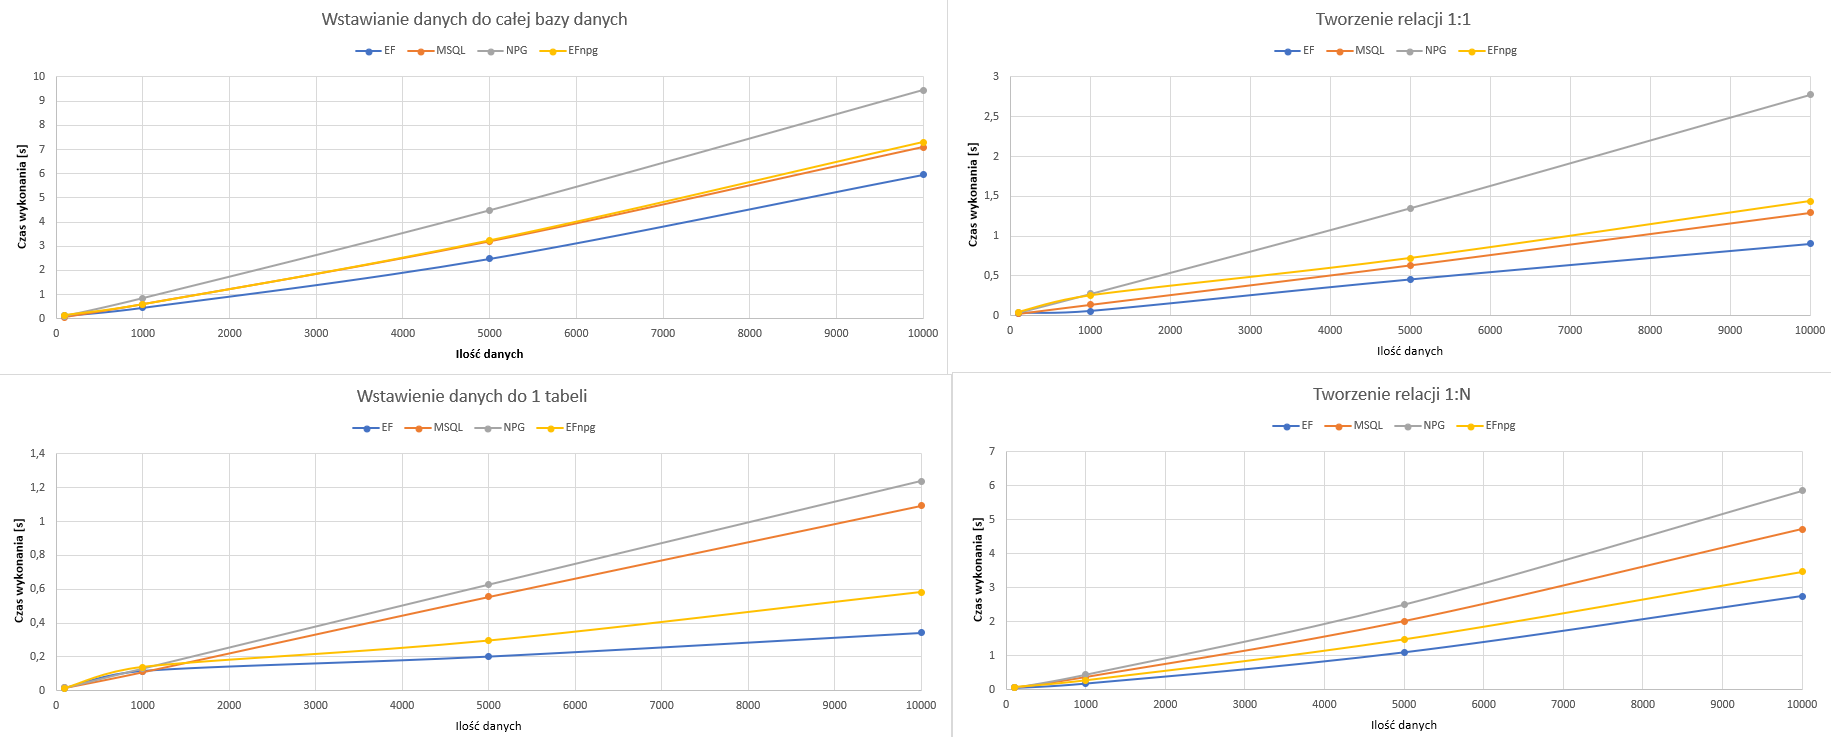 Wstawianie danych do całej bazy danych
EF MSQL NPG EFnpg
10
9
8
7
6
5
4
3
2
1
0
Czas wykonania [s]
0 1000 2000 3000 4000 5000 6000 7000 8000 9000 10000
Ilość danych
Tworzenie relacji 1:1
EF MSQL NPG EFnpg
3
2,5
2
1,5
1
0,5
0
Czas wykonania [s]
0 1000 2000 3000 4000 5000 6000 7000 8000 9000 10000
Ilość danych
Wstawienie danych do 1 tabeli
EF MSQL NPG EFnpg
1,4
1,2
1
0,8
0,6
0,4
0,2
0
Czas wykonania [s]
0 1000 2000 3000 4000 5000 6000 7000 8000 9000 10000
Ilość danych
Tworzenie relacji 1:N
EF MSQL NPG EFnpg
7
6
5
4
3
2
1
0
Czas wykonania [s]
0 1000 2000 3000 4000 5000 6000 7000 8000 9000 10000
Ilość danych